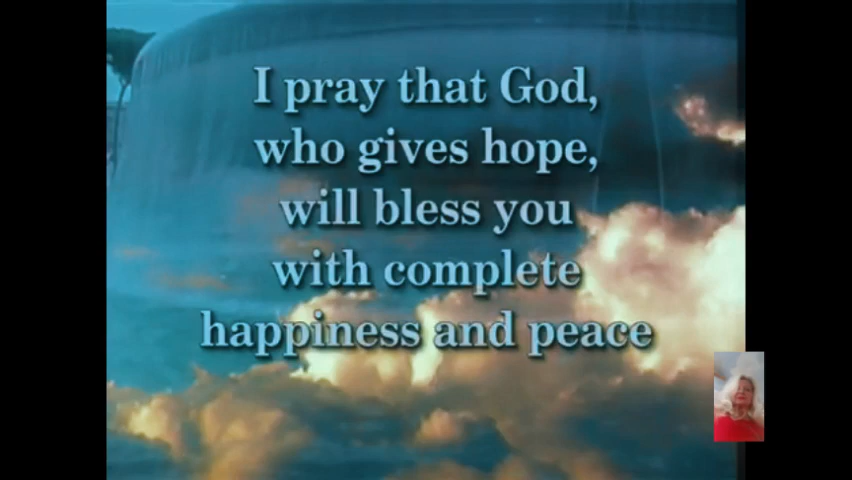 I pray that God,
who gives hope,
will bless you
with complete
happiness and peace